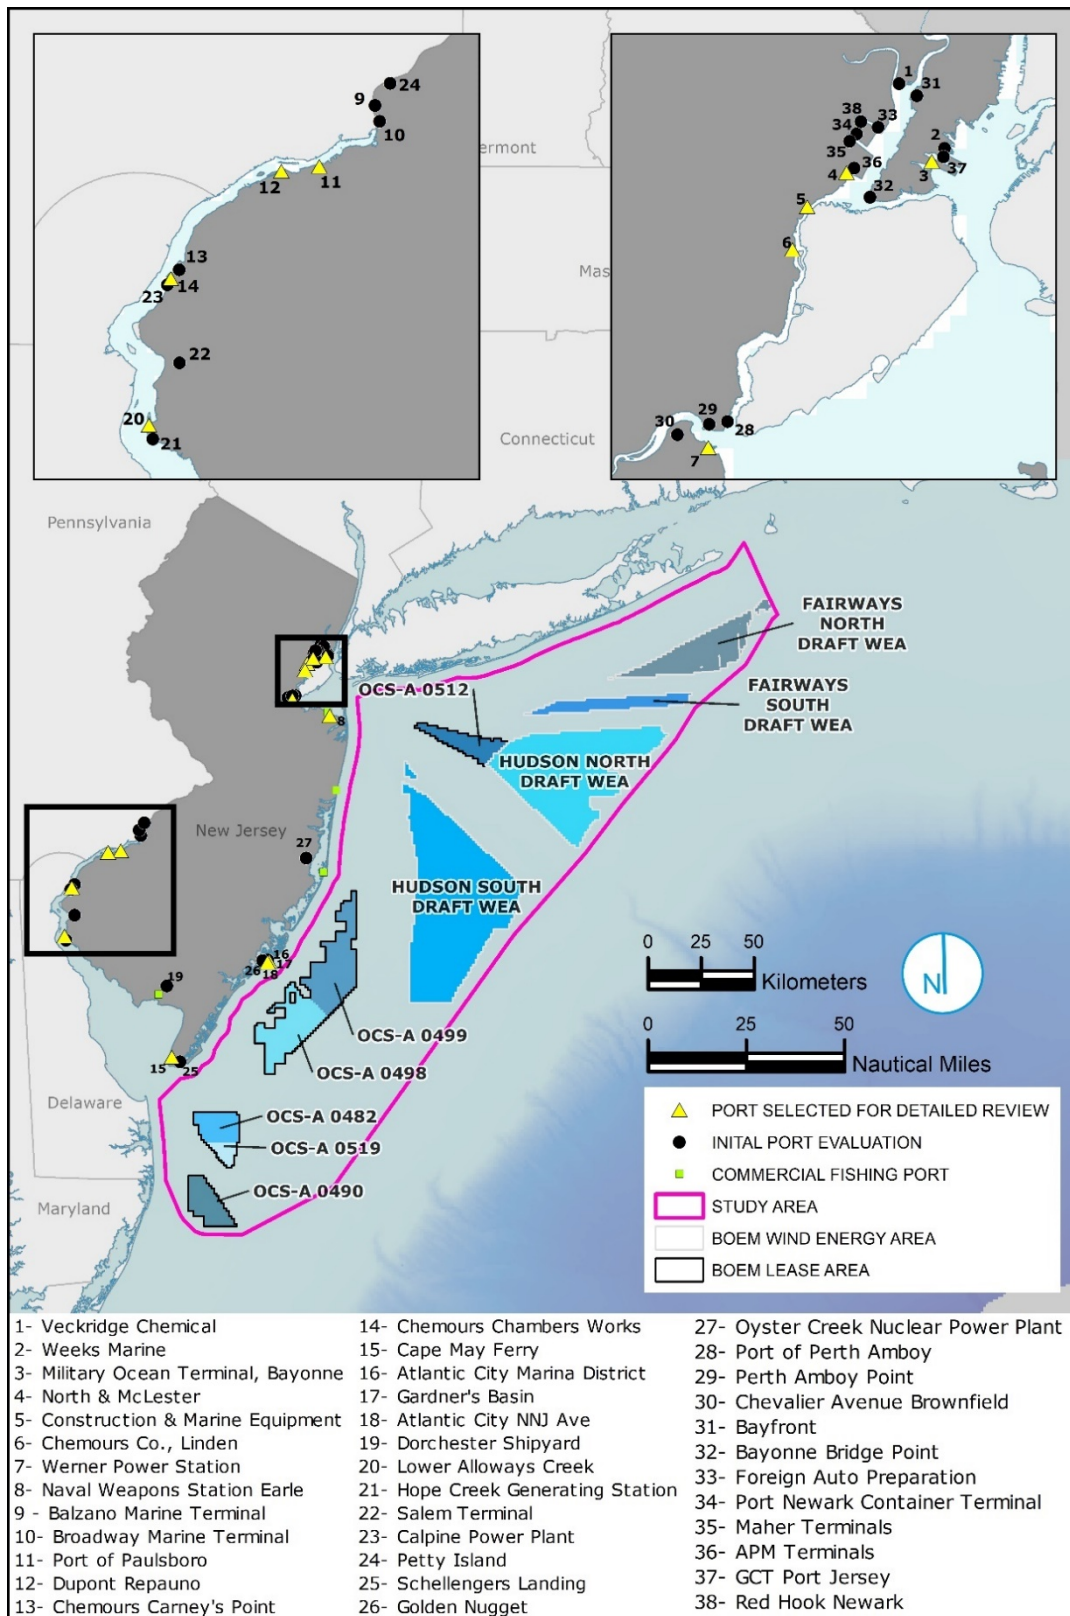 24
9
10
11
12
13
14
23
22
20
21
1
31
38
33
34
35
2
36
37
4
3
32
5
6
29
30
28
7
ermont
Mas
Connecticut
Pennsylvania
FAIRWAYS
NORTH
DRAFT WEA
OCS-A 0512
FAIRWAYS
SOUTH
DRAFT WEA
8
HUDSON NORTH
DRAFT WEA
New Jersey
27
HUDSON SOUTH
DRAFT WEA
0 25 50
Kilometers
N
16
26
17
18
19
0 25 50
Nautical Miles
OCS-A 0499
15
25
OCS-A 0498
Delaware
OCS-A 0482
OCS-A 0519
OCS-A 0490
Maryland
PORT SELECTED FOR DETAILED REVIEW
INITAL PORT EVALUATION
COMMERCIAL FISHING PORT
STUDY AREA
BOEM WIND ENERGY AREA
BOEM LEASE AREA
1- Veckridge Chemical
2- Weeks Marine
3- Military Ocean Terminal, Bayonne
4- North & McLester
5- Construction & Marine Equipment
6- Chemours Co., Linden
7- Werner Power Station
8- Naval Weapons Station Earle
9 - Balzano Marine Terminal
10- Broadway Marine Terminal
11- Port of Paulsboro
12- Dupont Repauno
13- Chemours Carney's Point
14- Chemours Chambers Works
15- Cape May Ferry
16- Atlantic City Marina District
17- Gardner's Basin
18- Atlantic City NNJ Ave
19- Dorchester Shipyard
20- Lower Alloways Creek
21- Hope Creek Generating Station
22- Salem Terminal
23- Calpine Power Plant
24- Petty Island
25- Schellengers Landing
26- Golden Nugget
27- Oyster Creek Nuclear Power Plant
28- Port of Perth Amboy
29- Perth Amboy Point
30- Chevalier Avenue Brownfield
31- Bayfront
32- Bayonne Bridge Point
33- Foreign Auto Preparation
34- Port Newark Container Terminal
35- Maher Terminals
36- APM Terminals
37- GCT Port Jersey
38- Red Hook Newark